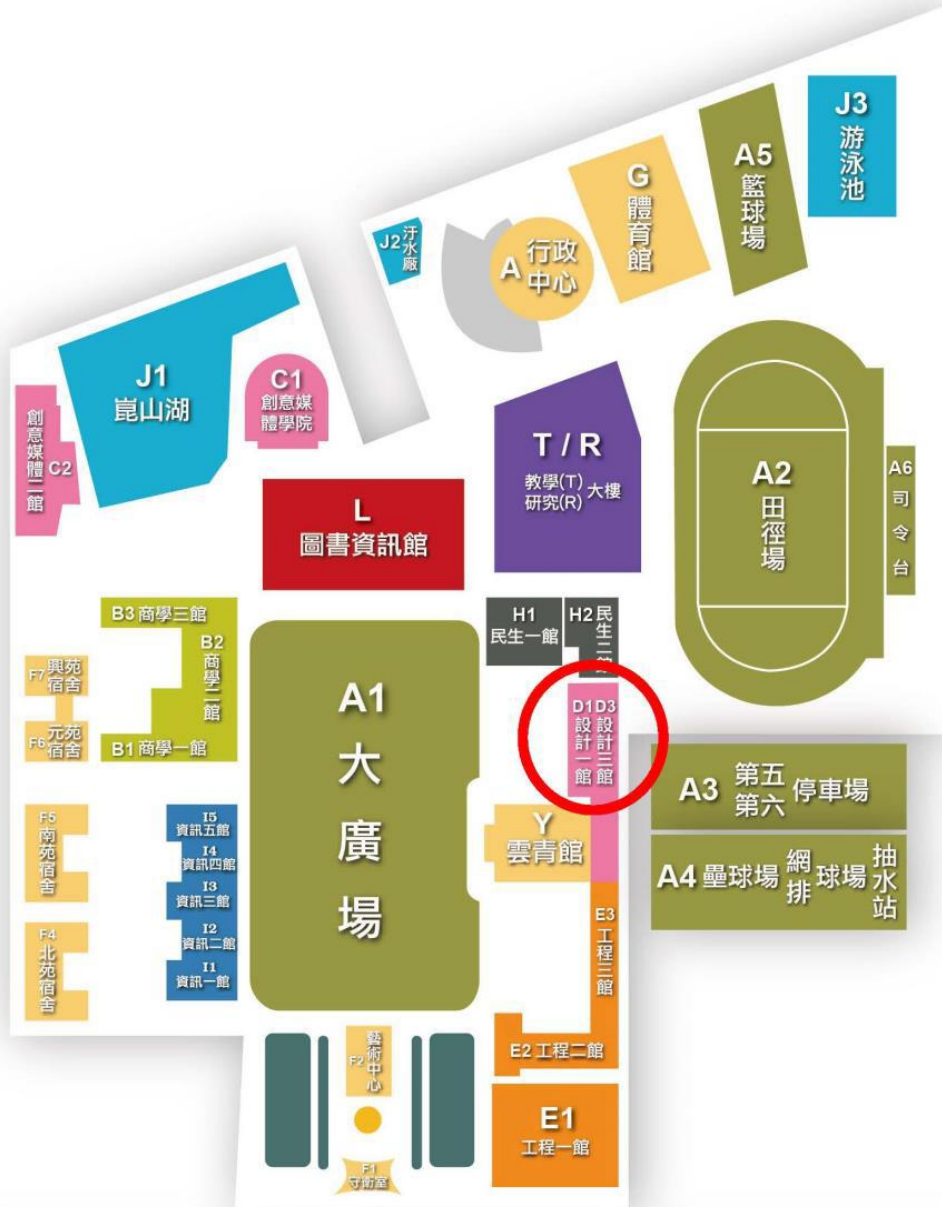 J3
游泳池
A5
籃球場
G
體育館
J2 汙水廠
A 行政中心
J1
崑山湖
C1
創意媒
體學院
創意媒體二館
C2
T / R
教學(T)
研究(R)
大樓
A2
田徑場
A6
司令台
L
圖書資訊館
B3 商學三館
B2
商學二館
B1 商學一館
H1
民生一館
H2 民生二館
F7 興苑宿舍
F6 元苑宿舍
A1
大廣場
D1 設計一館
D3 設計三館
A3 第五
第六 停車場
A4 壘球場 網排 球場 抽水站
F5
南苑宿舍
I5
資訊五館
I4
資訊四館
I3
資訊三館
I2
資訊二館
I1
資訊一館
Y
雲青館
E3
工程三館
F4
北苑宿舍
F2 藝術中心
E2 工程二館
E1
工程一館
F1
守衛室